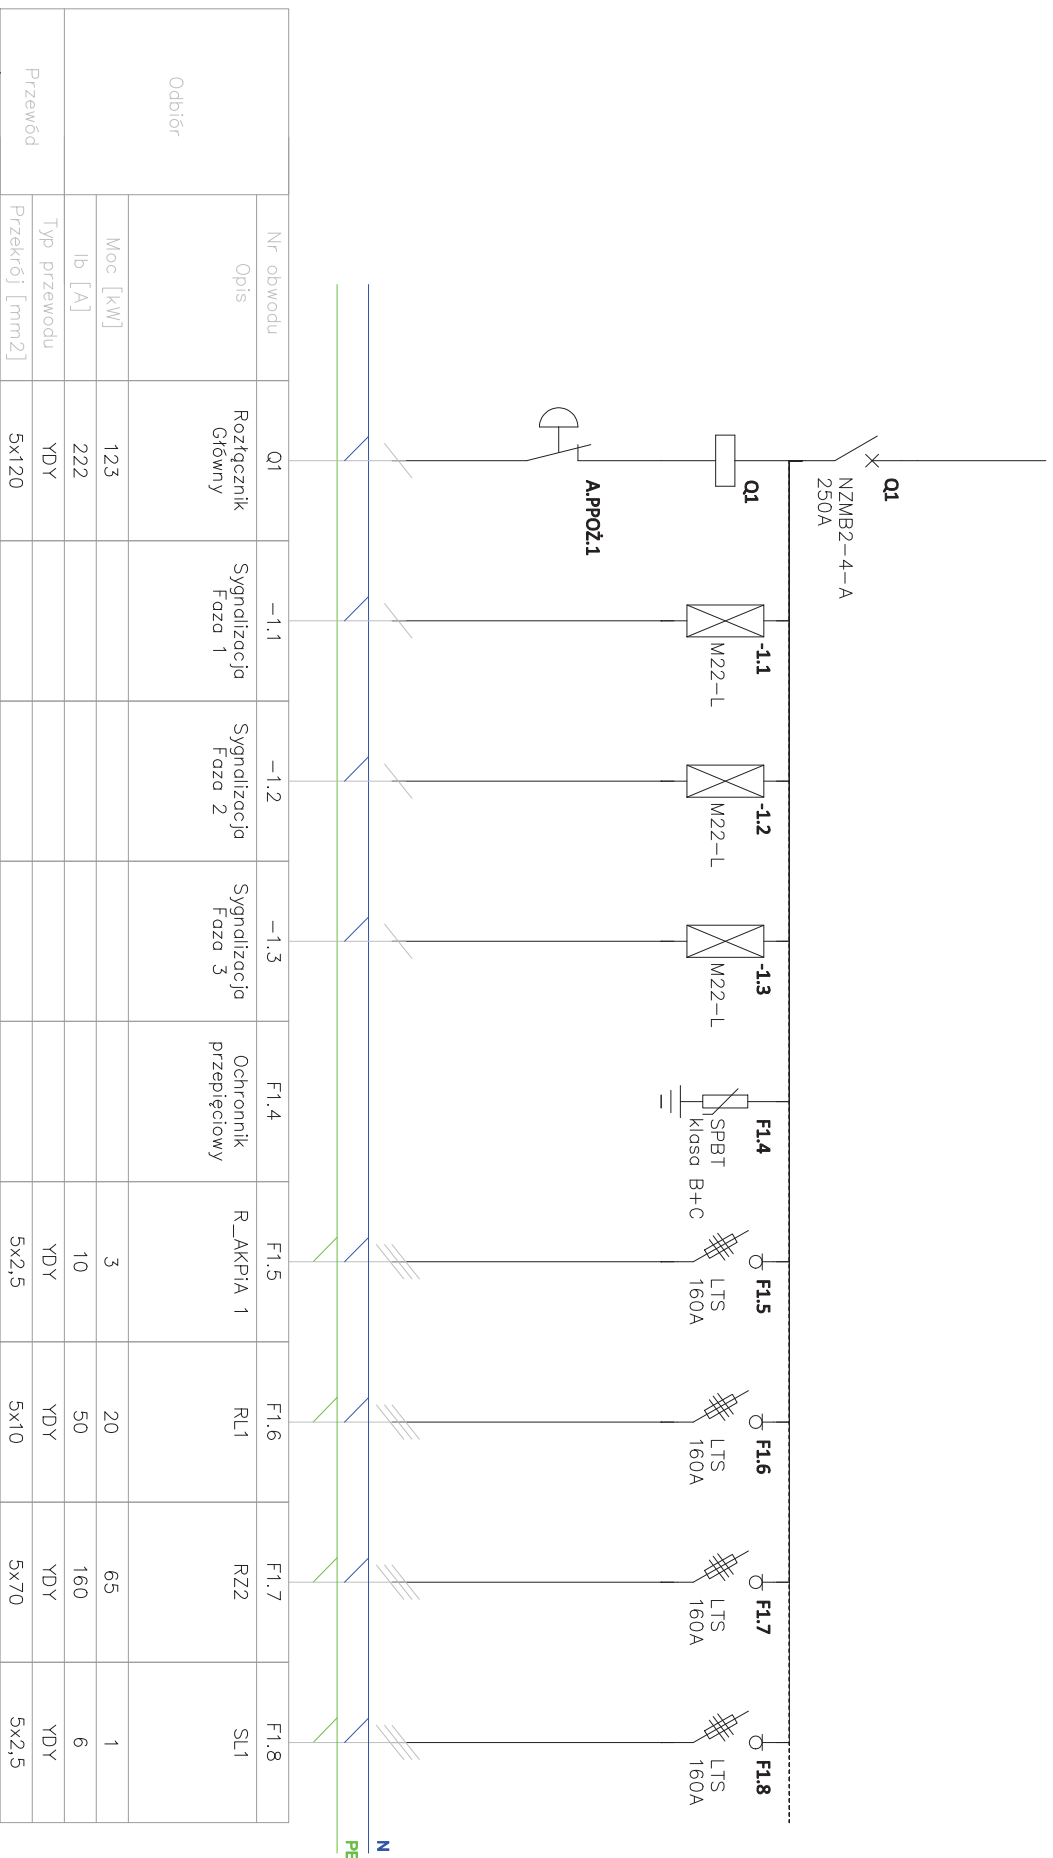 Q1
NZMB2-4-A
250A
Q1
A.PPOŻ.1
-1.1
M22-L
-1.2
M22-L
-1.3
M22-L
F1.4
SPBT
klasa B+C
F1.5
LTS
160A
F1.6
LTS
160A
F1.7
LTS
160A
F1.8
LTS
160A
N
PE
Odbiór
Nr obwodu
Q1
-1.1
-1.2
-1.3
F1.4
F1.5
F1.6
F1.7
F1.8
Opis
Rozłącznik
Główny
Sygnalizacja
Faza 1
Sygnalizacja
Faza 2
Sygnalizacja
Faza 3
Ochronnik
przepięciowy
R_AKPiA 1
RL1
RZ2
SL1
Moc [kW]
123
3
20
65
1
Ib [A]
222
10
50
160
6
Przewód
Typ przewodu
YDY
YDY
YDY
YDY
YDY
Przekrój [mm2]
5x120
5x2,5
5x10
5x70
5x2,5